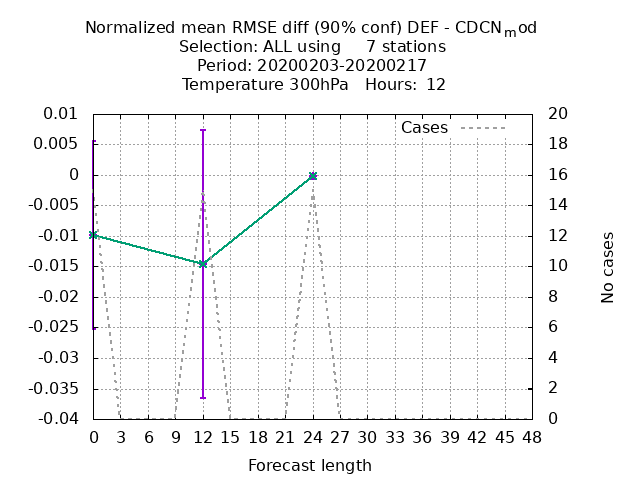 Normalized mean RMSE diff (90% conf) DEF - CDCNmod
Selection: ALL using 7 stations
Period: 20200203-20200217
Temperature 300hPa Hours: 12
Cases
0.01
0.005
0
-0.005
-0.01
-0.015
-0.02
-0.025
-0.03
-0.035
-0.04
20
18
16
14
12
10
8
6
4
2
0
No cases
0 3 6 9 12 15 18 21 24 27 30 33 36 39 42 45 48
Forecast length